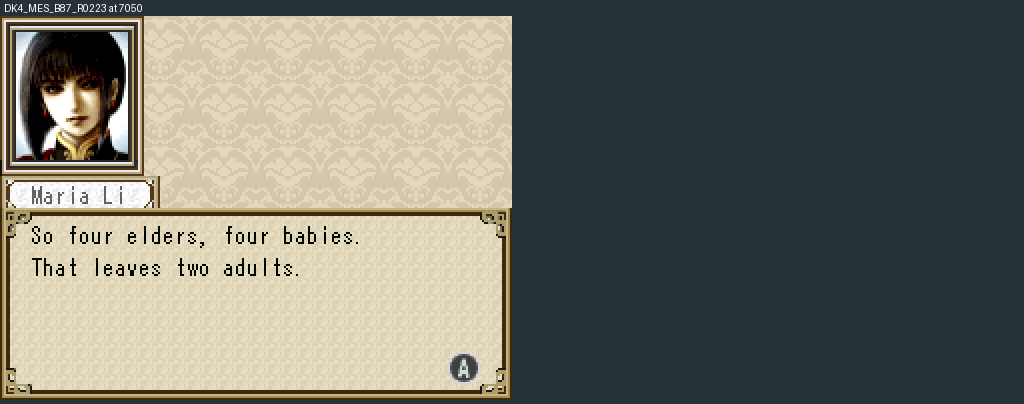 DK4_MES_B87_R0223 at 7050
Maria Li
So four elders, four babies.
That leaves two adults.
A